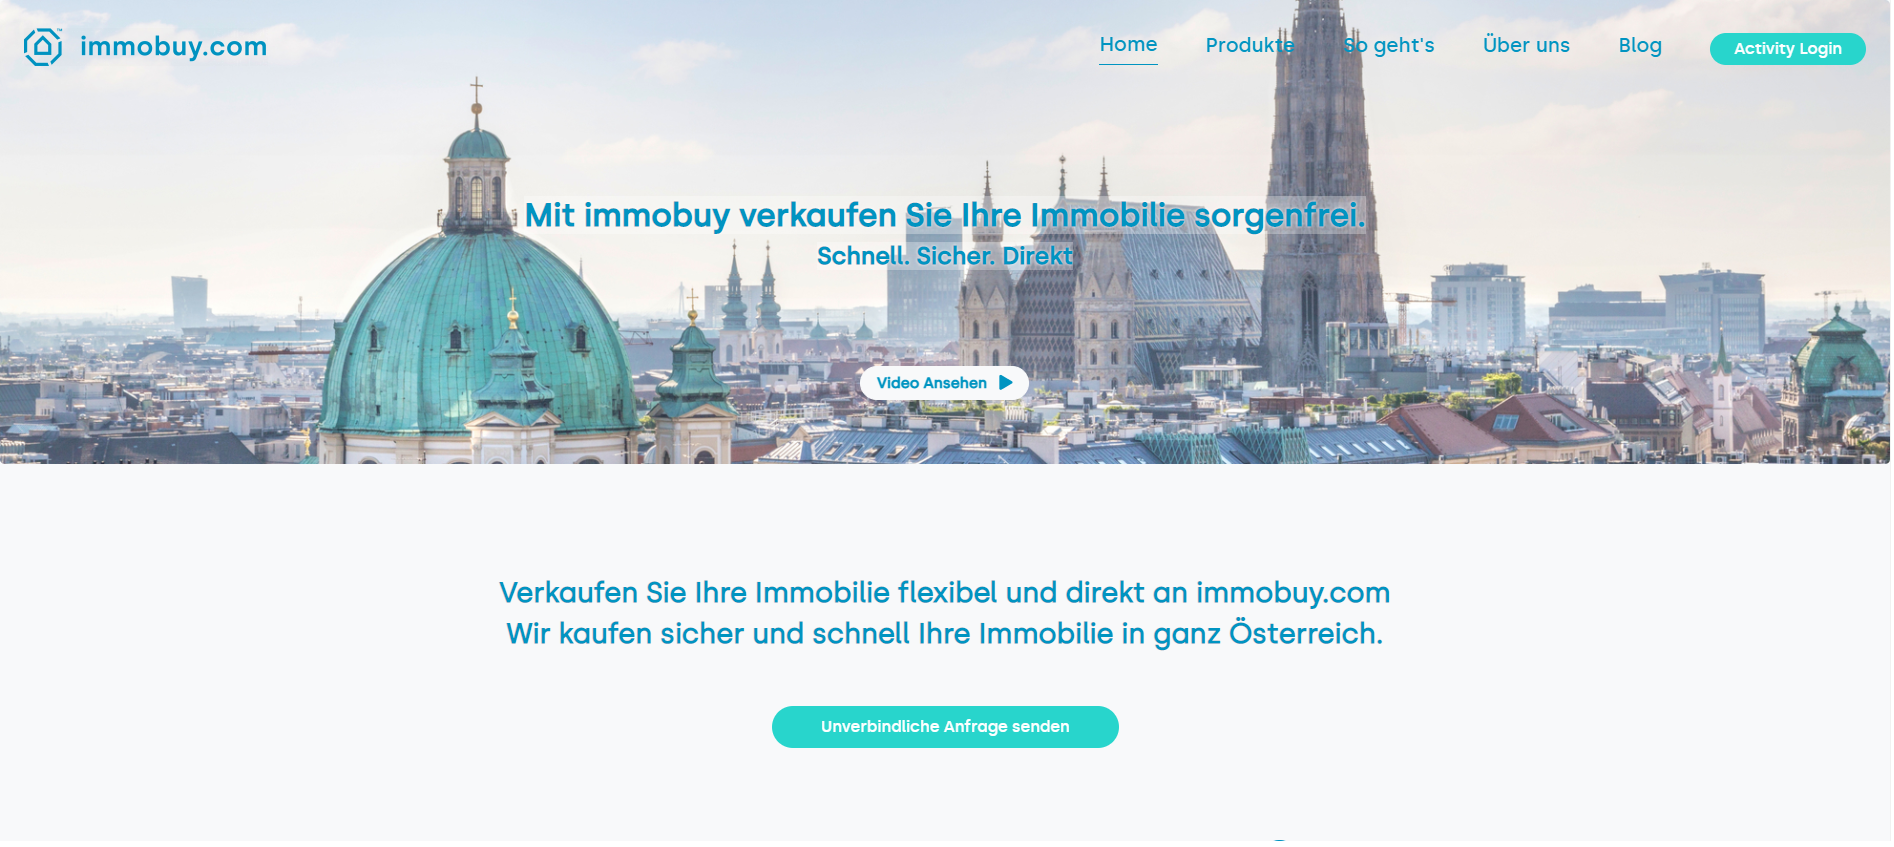 immobuy.com
Home Produkte So geht's Über uns Blog Activity Login
Mit immobuy verkaufen Sie Ihre Immobilie sorgenfrei.
Schnell. Sicher. Direkt
Video Ansehen
Verkaufen Sie Ihre Immobilie flexibel und direkt an immobuy.com
Wir kaufen sicher und schnell Ihre Immobilie in ganz Österreich.
Unverbindliche Anfrage senden